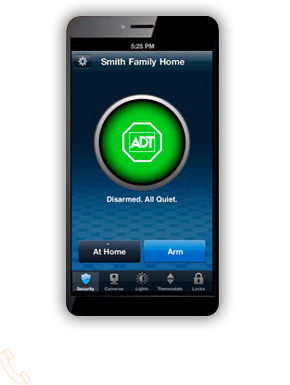 5:25 PM
Smith Family Home
ADT
Disarmed. All Quiet.
At Home
Arm
Security Cameras Lights Thermostats Locks